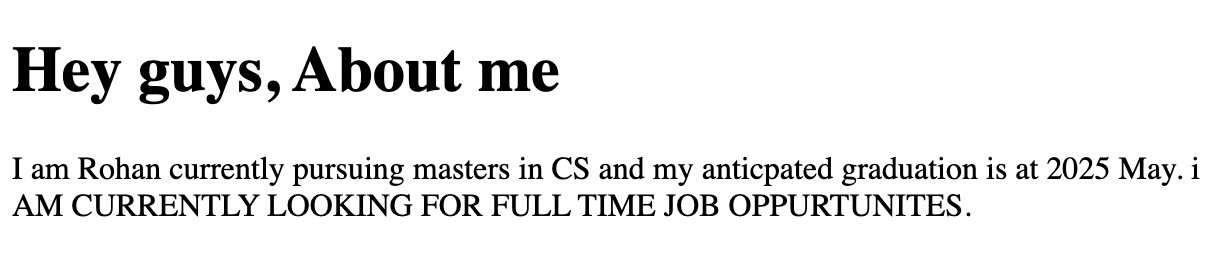 Hey guys, About me
I am Rohan currently pursuing masters in CS and my anticpated graduation is at 2025 May. i
AM CURRENTLY LOOKING FOR FULL TIME JOB OPPURTUNITES.